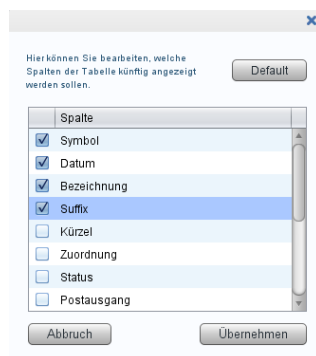 Hier können Sie bearbeiten, welche
Spalten der Tabelle künftig angezeigt
werden sollen.
Default
Spalte
Symbol
Datum
Bezeichnung
Suffix
Kürzel
Zuordnung
Status
Postausgang
Abbruch
Übernehmen